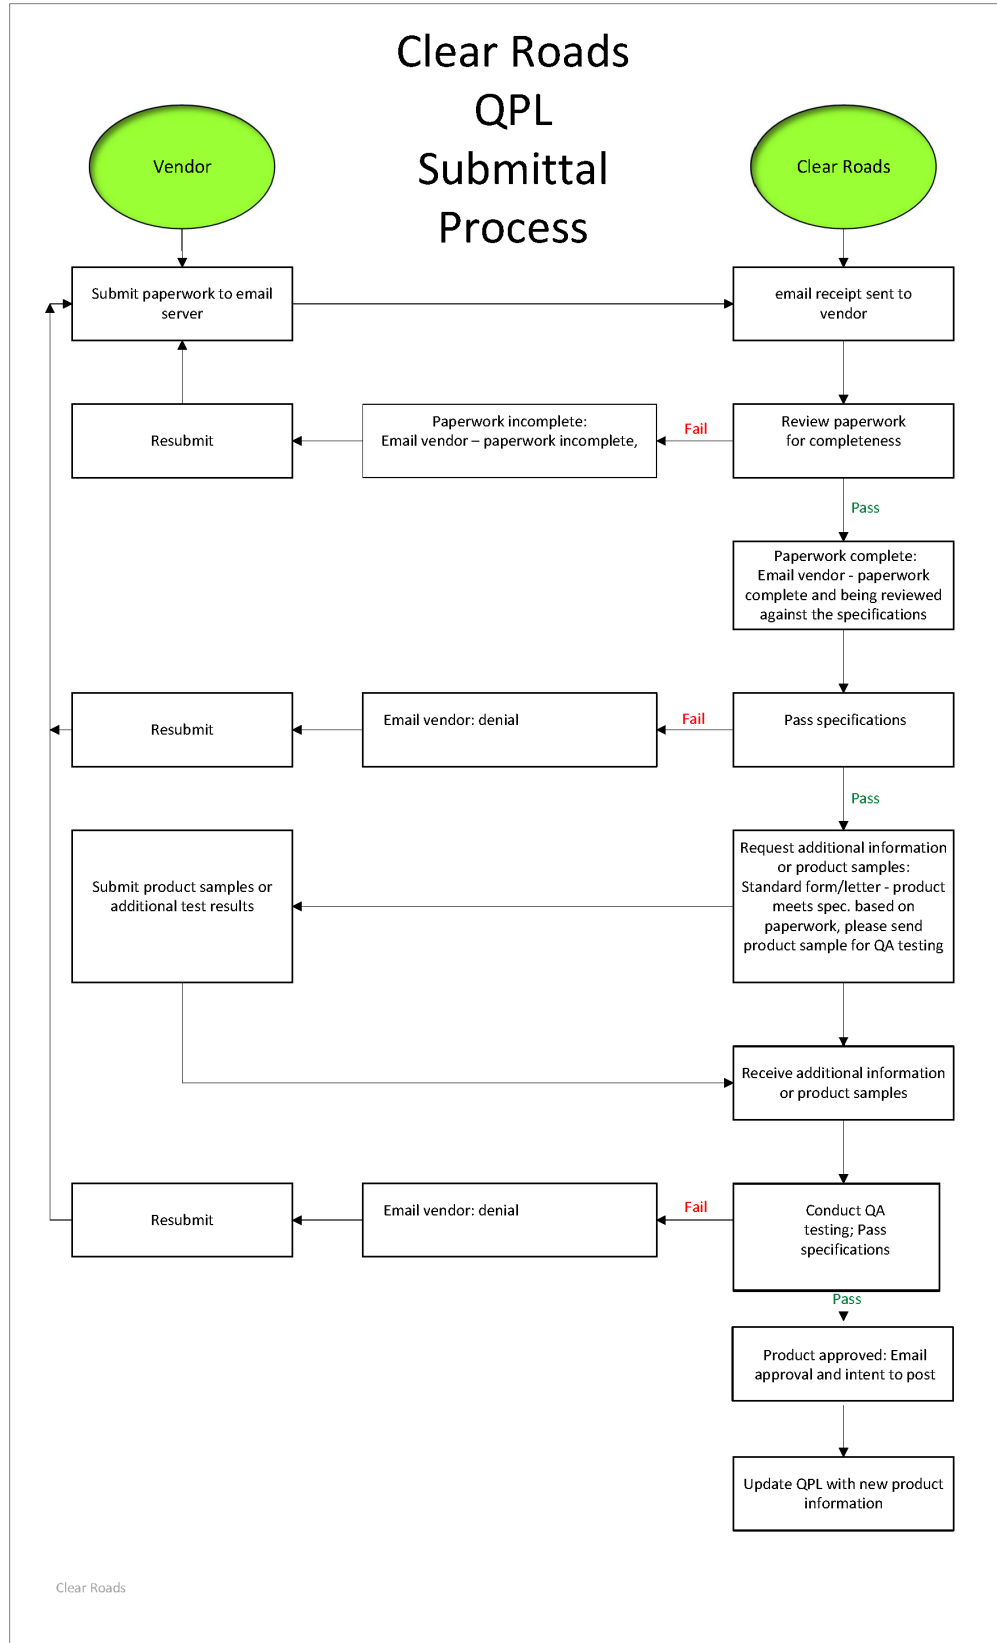 Clear Roads
QPL
Submittal
Process
Vendor
Clear Roads
Submit paperwork to email
server
email receipt sent to
vendor
Resubmit
Paperwork incomplete:
Email vendor – paperwork incomplete,
Fail
Review paperwork
for completeness
Pass
Paperwork complete:
Email vendor - paperwork
complete and being reviewed
against the specifications
Resubmit
Email vendor: denial
Fail
Pass specifications
Pass
Submit product samples or
additional test results
Request additional information
or product samples:
Standard form/letter - product
meets spec. based on
paperwork, please send
product sample for QA testing
Receive additional information
or product samples
Resubmit
Email vendor: denial
Fail
Conduct QA
testing; Pass
specifications
Pass
Product approved: Email
approval and intent to post
Update QPL with new product
information
Clear Roads